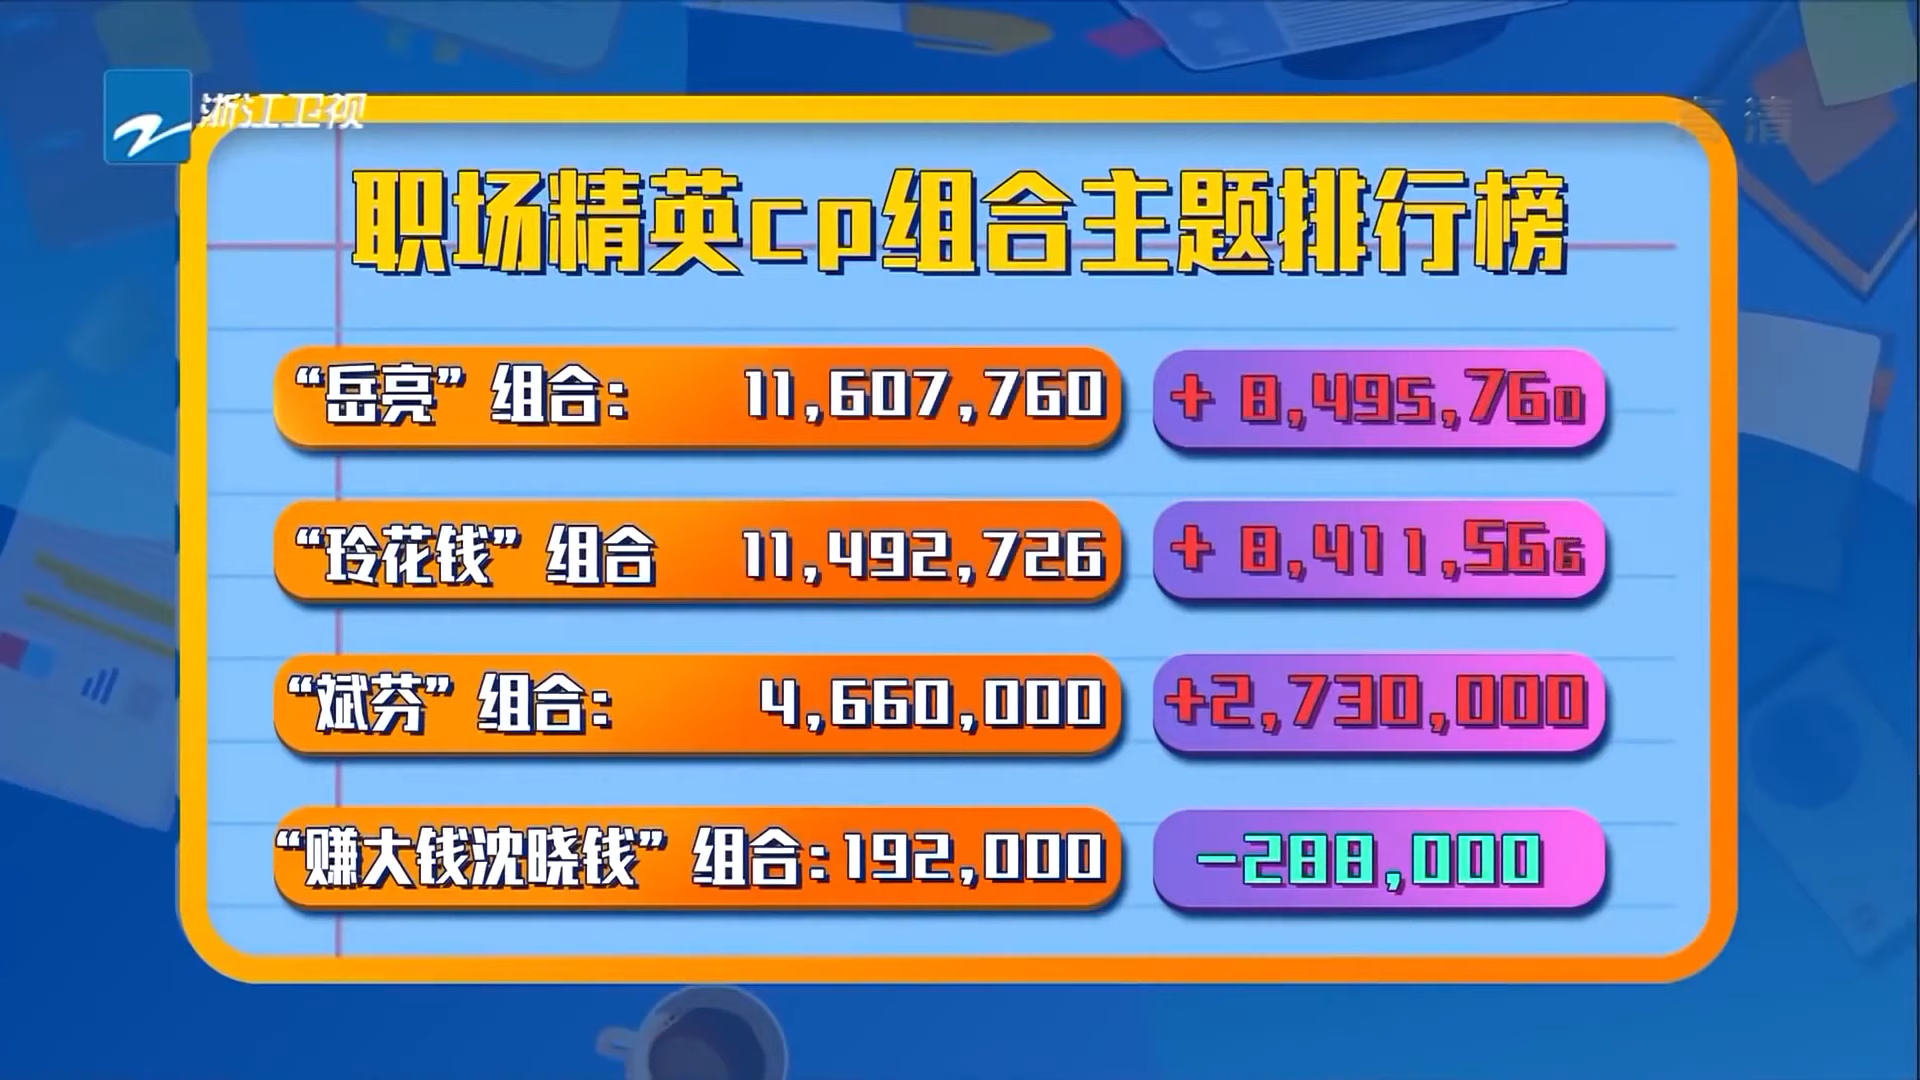 浙江卫视
高清
职场精英cp组合主题排行榜
“岳亮”组合： 11,607,760 + 8,495,760
“玲花钱”组合 11,492,726 + 8,411,566
“斌芬”组合： 4,660,000 +2,730,000
“赚大钱沈晓钱”组合：192,000 -288,000